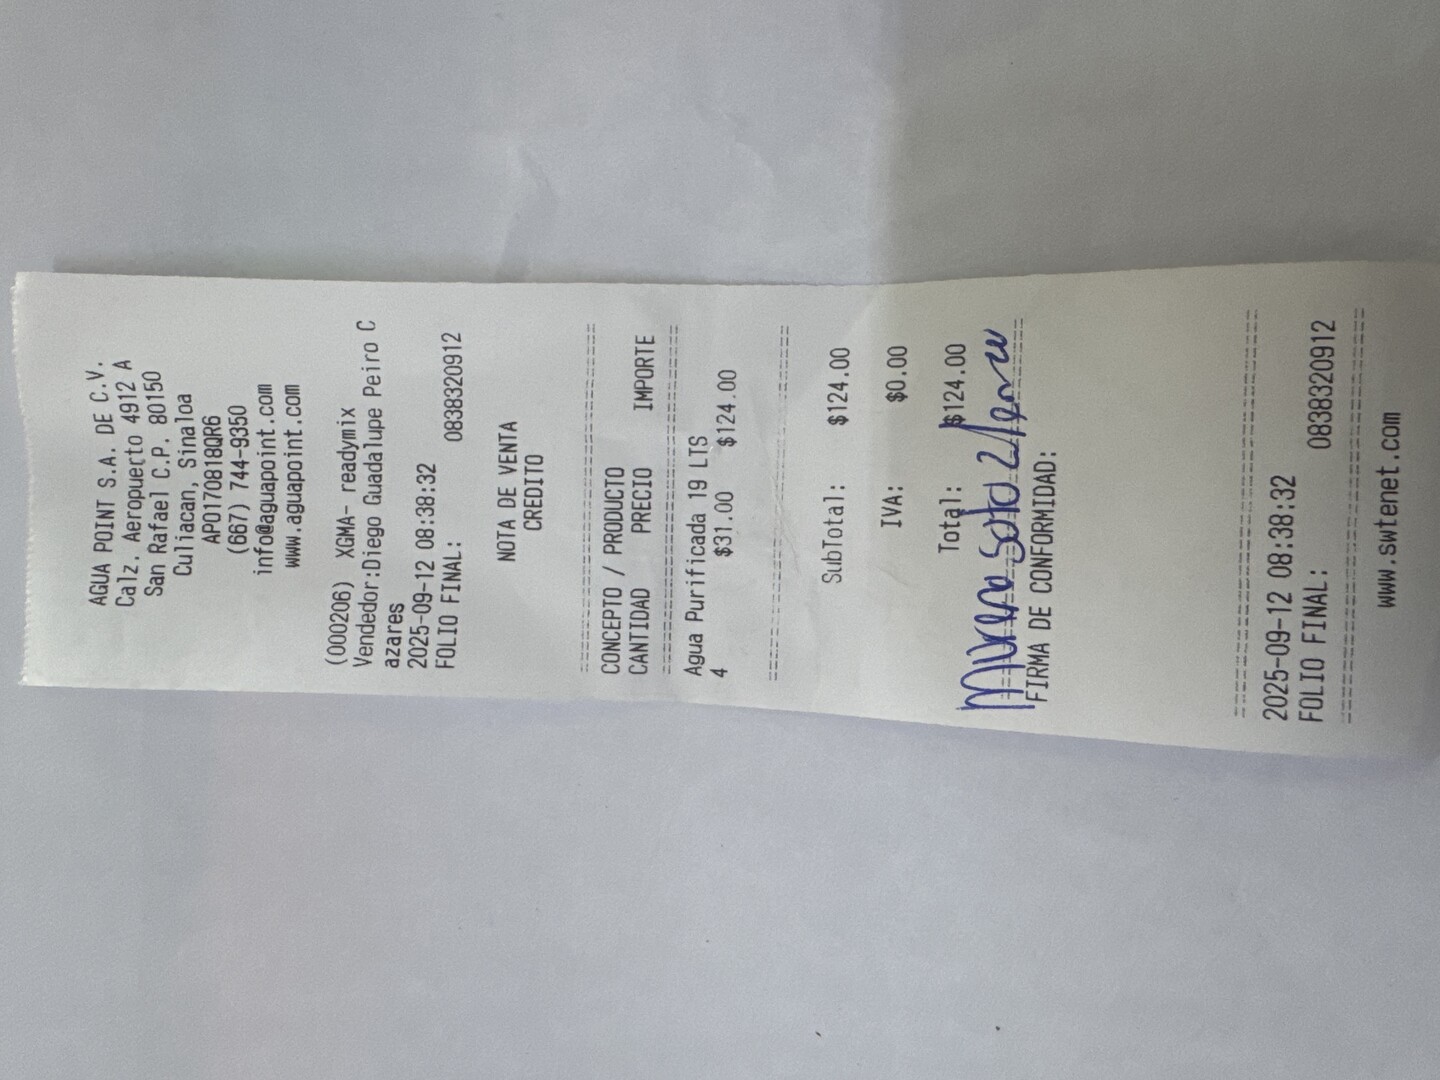 AGUA POINT S.A. DE C.V.
Calz. Aeropuerto 4912 A
San Rafael C.P. 80150
Culiacan, Sinaloa
APO170818QR6
(667) 744-9350
info@aguapoint.com
www.aguapoint.com
(000206) XGMA- readymix
Vendedor:Diego Guadalupe Peiro C
azares
2025-09-12 08:38:32
FOLIO FINAL: 0838320912
NOTA DE VENTA
CREDITO
CONCEPTO / PRODUCTO
CANTIDAD PRECIO IMPORTE
Agua Purificada 19 LTS
4 $31.00 $124.00
SubTotal: $124.00
IVA: $0.00
Total: $124.00
soto
FIRMA DE CONFORMIDAD:
2025-09-12 08:38:32
FOLIO FINAL: 0838320912
www.swtenet.com